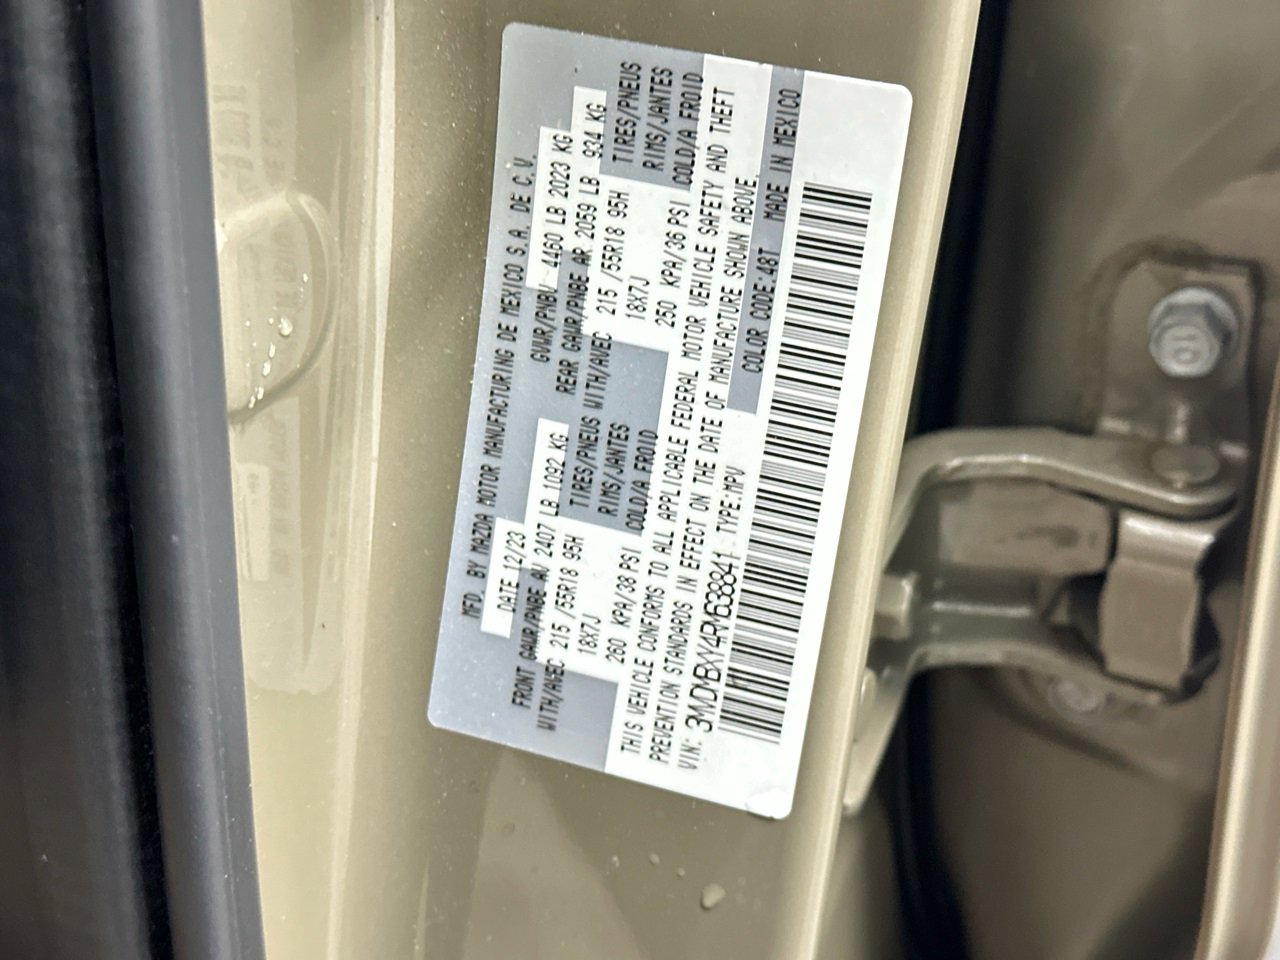 MFD. BY MAZDA MOTOR MANUFACTURING DE MEXICO S.A. DE C.V.
DATE 12/23 GVWR/PNBV 4460 LB 2023 KG
FRONT GAWR/PNBE AV 2407 LB 1092 KG REAR GAWR/PNBE AR 2059 LB 934 KG
WITH/AVEC 215 /55R18 95H TIRES/PNEUS WITH/AVEC 215 /55R18 95H TIRES/PNEUS
18X7J RIMS/JANTES 18X7J RIMS/JANTES
260 KPA/38 PSI COLD/A FROID 250 KPA/36 PSI COLD/A FROID
THIS VEHICLE CONFORMS TO ALL APPLICABLE FEDERAL MOTOR VEHICLE SAFETY AND THEFT
PREVENTION STANDARDS IN EFFECT ON THE DATE OF MANUFACTURE SHOWN ABOVE.
VIN: 3MVDMBXY4RM638841 TYPE:MPV COLOR CODE:48T MADE IN MEXICO